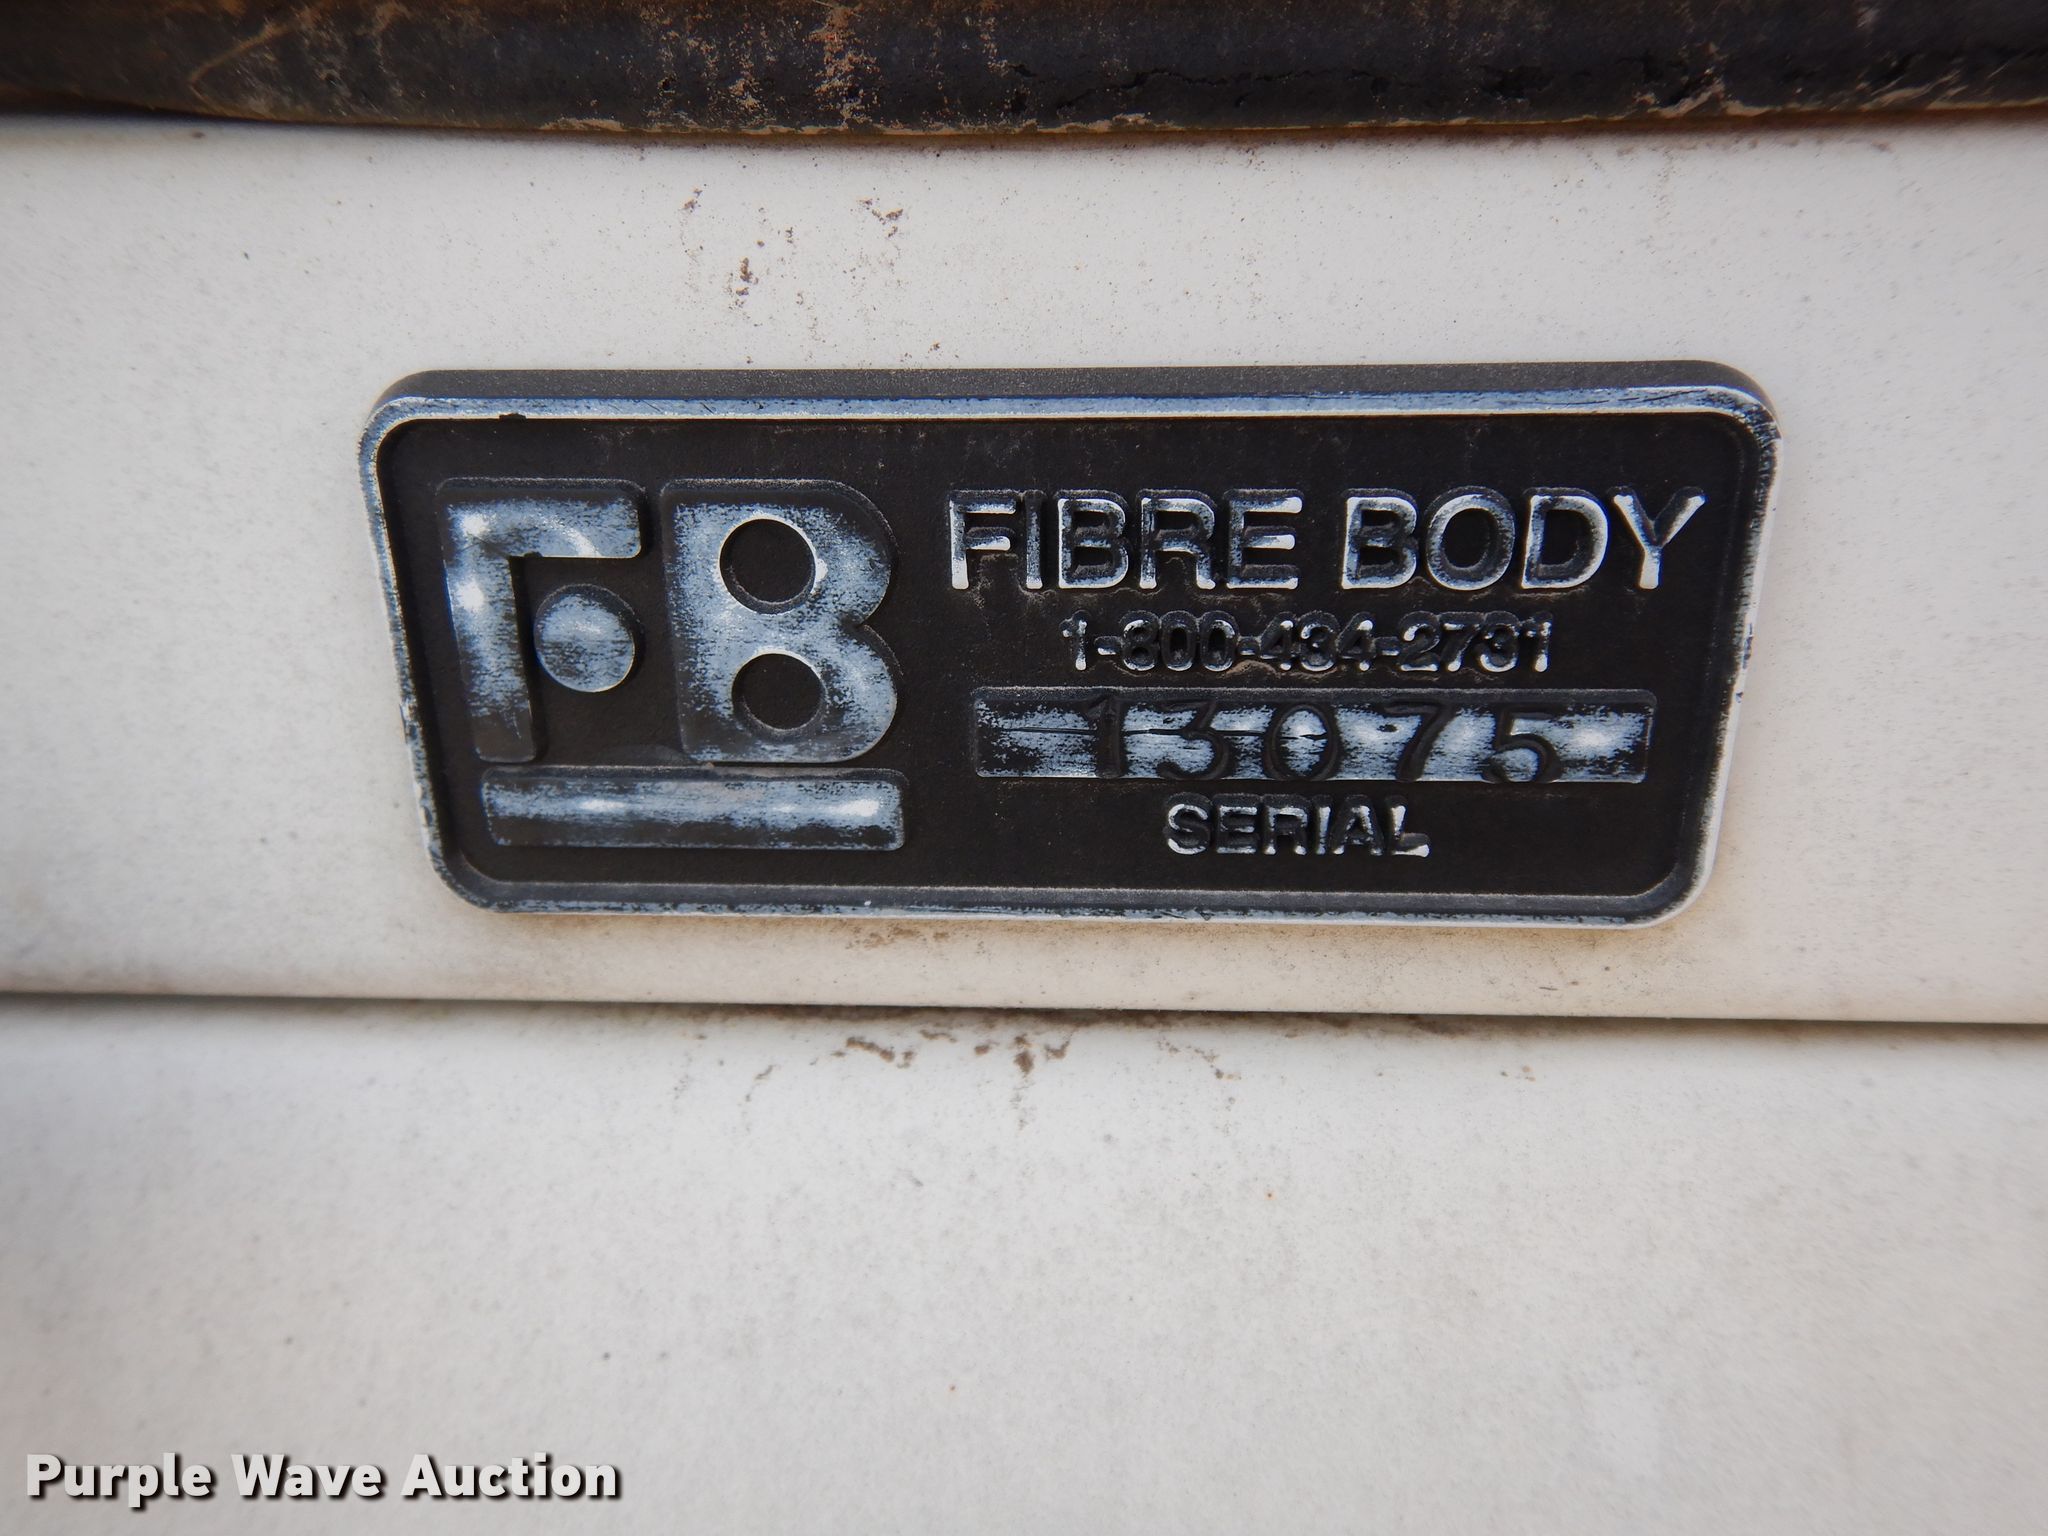 FB
FIBRE BODY
1-800-434-2731
13075
SERIAL
Purple Wave Auction